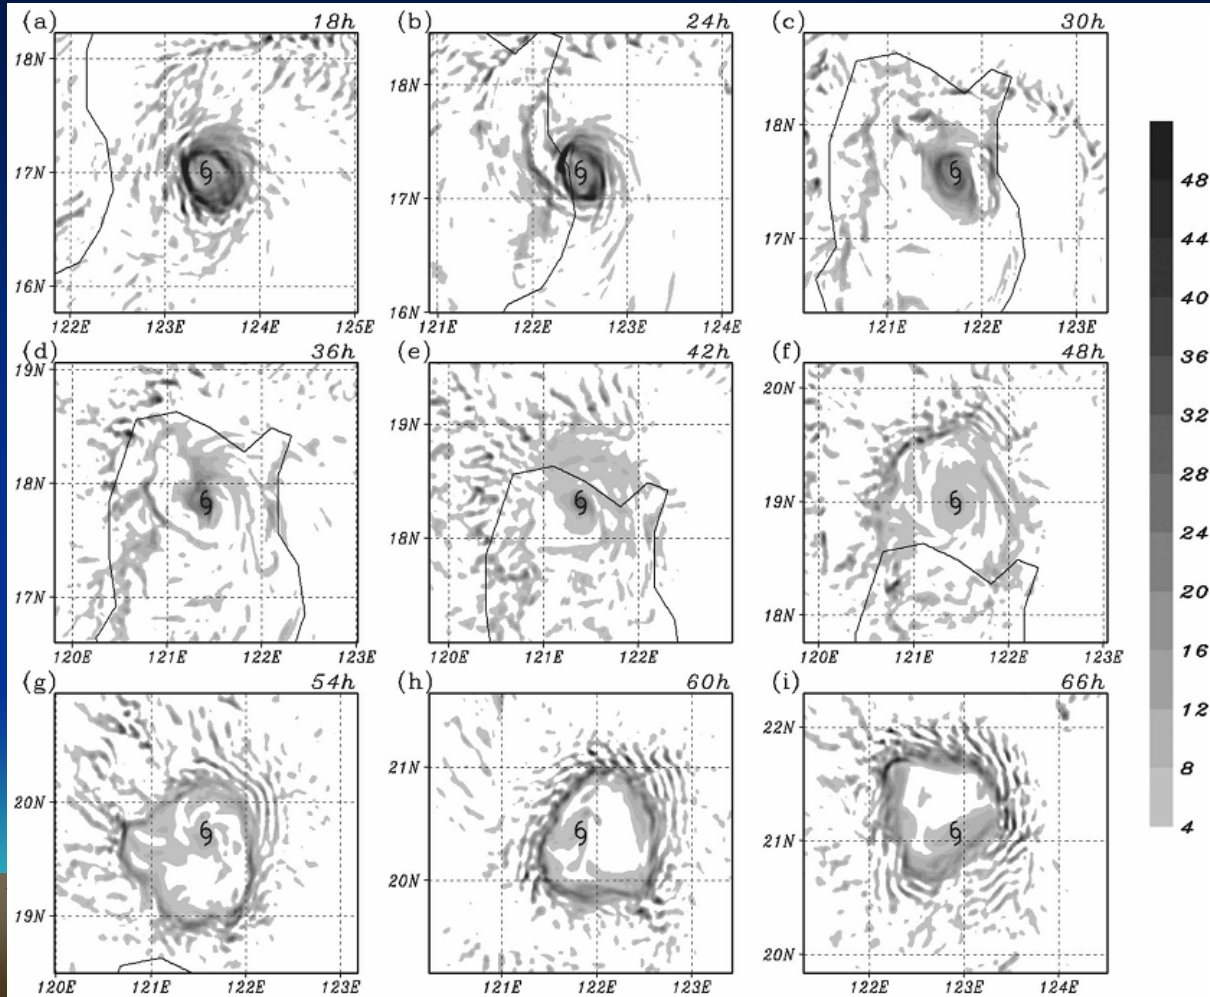 (a) 18h
(b) 24h
(c) 30h
18N
17N
16N
122E 123E 124E 125E
18N
17N
16N
121E 122E 123E 124E
18N
17N
121E 122E 123E
(d) 36h
(e) 42h
(f) 48h
19N
18N
17N
120E 121E 122E 123E
19N
18N
120E 121E 122E
20N
19N
18N
120E 121E 122E 123E
(g) 54h
(h) 60h
(i) 66h
20N
19N
120E 121E 122E 123E
21N
20N
121E 122E 123E
22N
21N
20N
122E 123E 124E
48
44
40
36
32
28
24
20
16
12
8
4